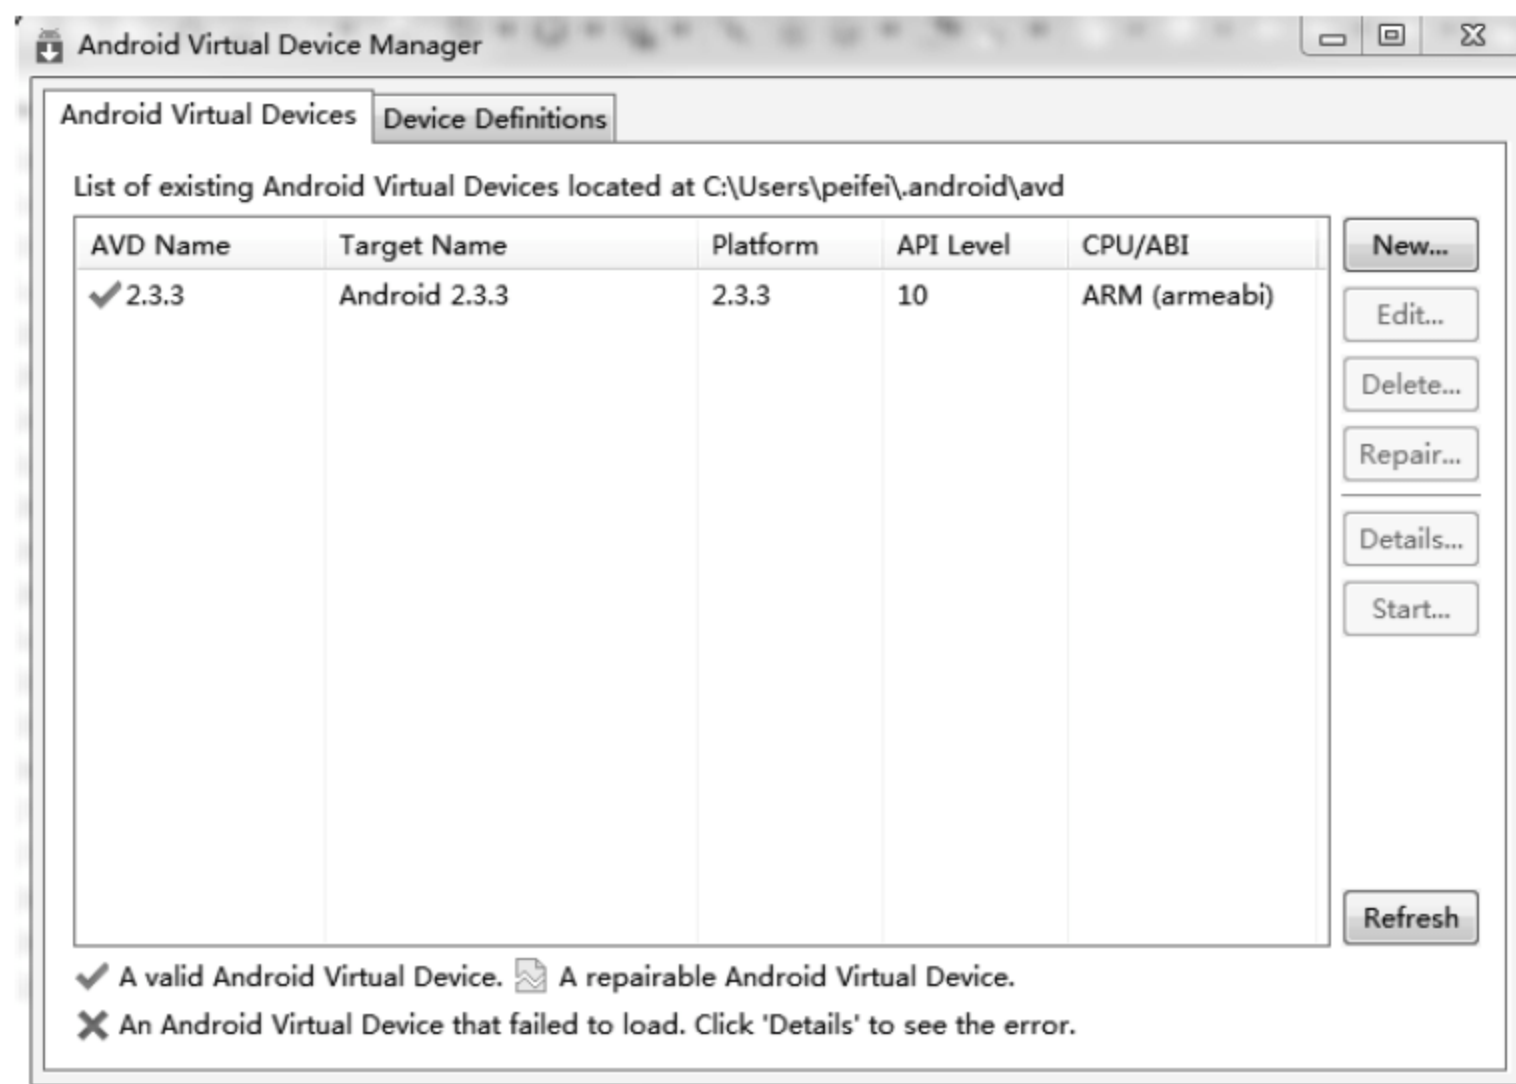 Android Virtual Device Manager
Android Virtual Devices Device Definitions
List of existing Android Virtual Devices located at C:\Users\peifei\.android\avd
AVD Name Target Name Platform API Level CPU/ABI
2.3.3 Android 2.3.3 2.3.3 10 ARM (armeabi)
New...
Edit...
Delete...
Repair...
Details...
Start...
Refresh
A valid Android Virtual Device. A repairable Android Virtual Device.
An Android Virtual Device that failed to load. Click 'Details' to see the error.